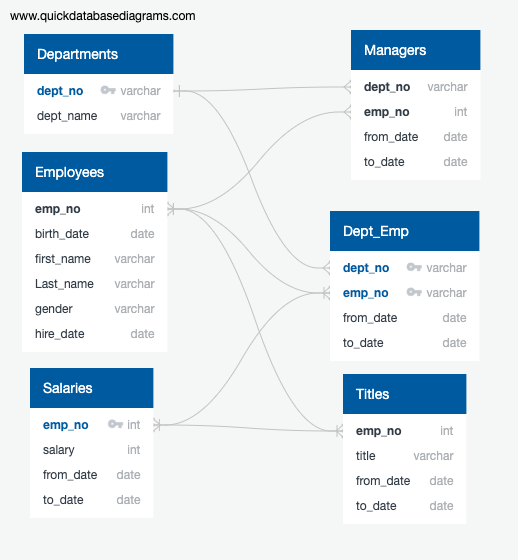 www.quickdatabasediagrams.com
Departments
dept_no varchar
dept_name varchar
Managers
dept_no varchar
emp_no int
from_date date
to_date date
Employees
emp_no int
birth_date date
first_name varchar
Last_name varchar
gender varchar
hire_date date
Dept_Emp
dept_no varchar
emp_no varchar
from_date date
to_date date
Salaries
emp_no int
salary int
from_date date
to_date date
Titles
emp_no int
title varchar
from_date date
to_date date